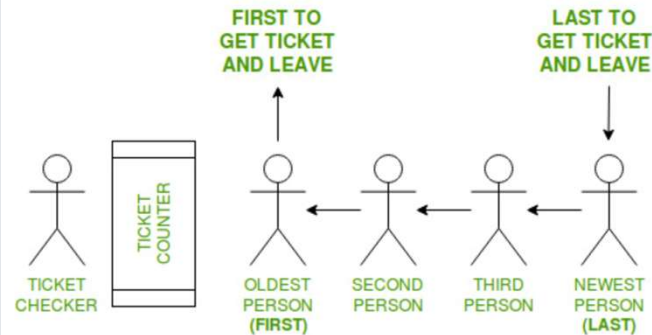 FIRST TO
GET TICKET
AND LEAVE
LAST TO
GET TICKET
AND LEAVE
TICKET
COUNTER
TICKET
CHECKER
OLDEST
PERSON
(FIRST)
SECOND
PERSON
THIRD
PERSON
NEWEST
PERSON
(LAST)